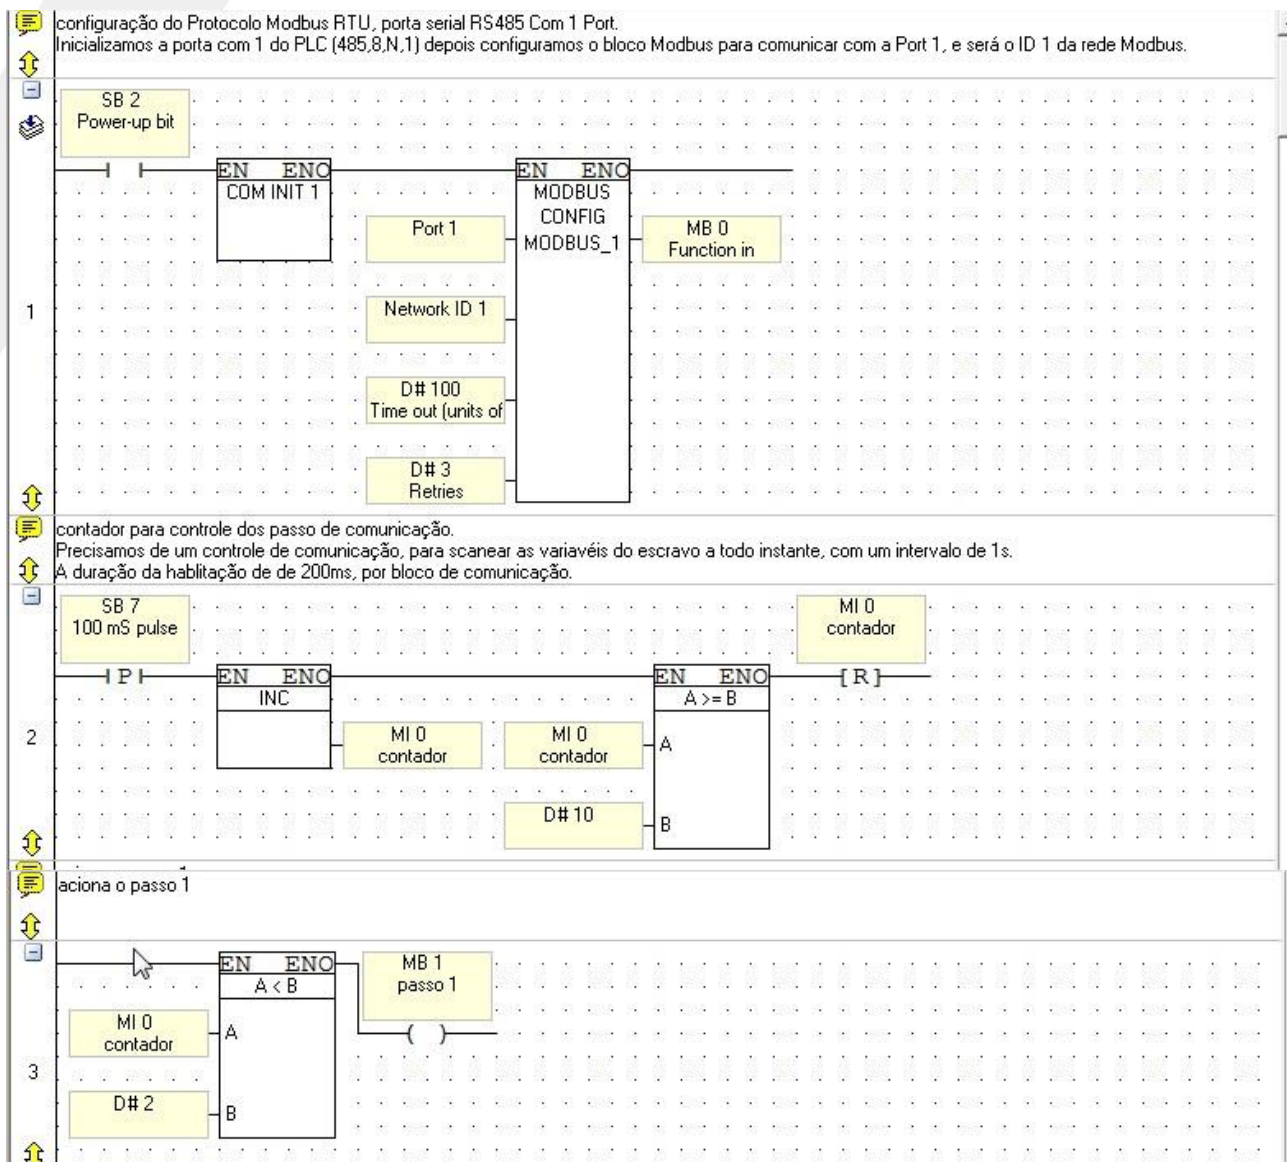 configuração do Protocolo Modbus RTU, porta serial RS485 Com 1 Port.
Inicializamos a porta com 1 do PLC (485,8,N,1) depois configuramos o bloco Modbus para comunicar com a Port 1, e será o ID 1 da rede Modbus.
SB 2
Power-up bit
EN ENO
COM INIT 1
EN ENO
MODBUS
CONFIG
MODBUS_1
Port 1
MB 0
Function in
1
Network ID 1
D# 100
Time out (units of
D# 3
Retries
contador para controle dos passo de comunicação.
Precisamos de um controle de comunicação, para scanear as variavéis do escravo a todo instante, com um intervalo de 1s.
A duração da hablitação de de 200ms, por bloco de comunicação.
SB 7
100 mS pulse
MI 0
contador
P
EN ENO
INC
EN ENO
A >= B
R
2
MI 0
contador
MI 0
contador
A
D# 10
B
aciona o passo 1
EN ENO
A < B
MB 1
passo 1
MI 0
contador
A
3
D# 2
B